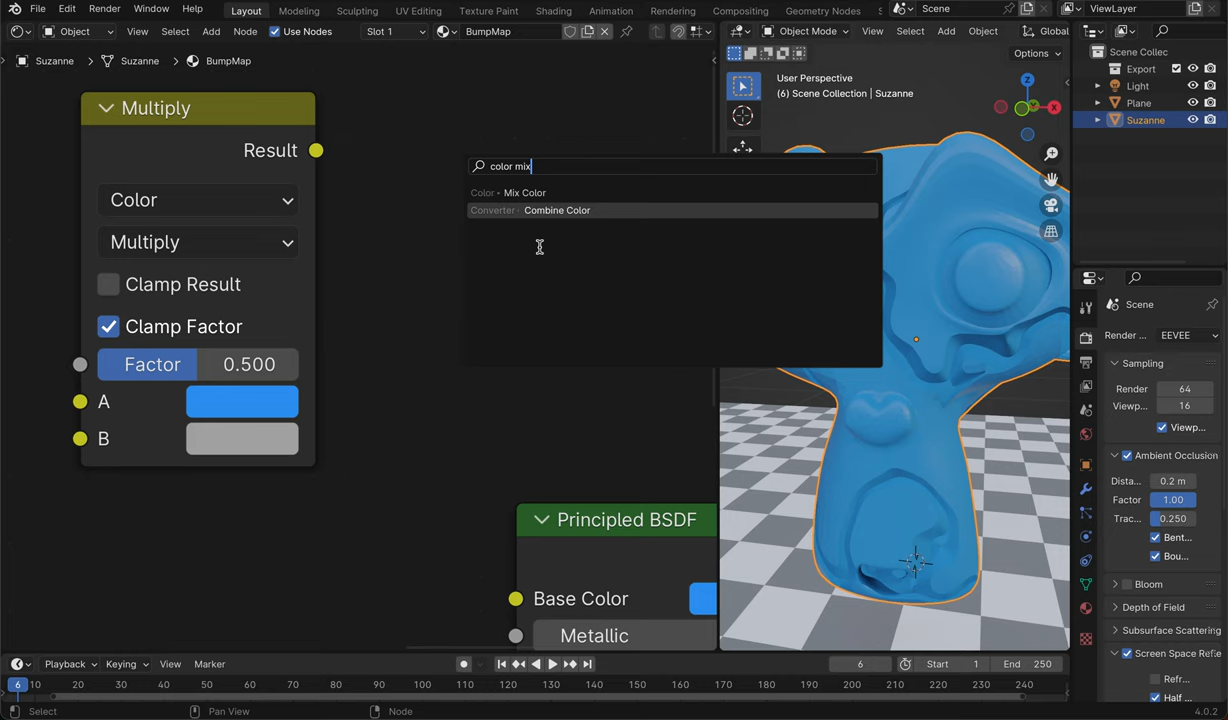 File Edit Render Window Help Layout Modeling Sculpting UV Editing Texture Paint Shading Animation Rendering Compositing Geometry Nodes Scene ViewLayer
Object View Select Add Node Use Nodes Slot 1 BumpMap
Object Mode View Select Add Object Global
Suzanne Suzanne BumpMap
Options
Multiply
Result
Color
Multiply
Clamp Result
Clamp Factor
Factor 0.500
A
B
color mix
Color Mix Color
Converter Combine Color
Principled BSDF
Base Color
Metallic
User Perspective
(6) Scene Collection | Suzanne
Z
X
Scene Collec
Export
Light
Plane
Suzanne
Scene
Render ... EEVEE
Sampling
Render 64
Viewp... 16
Viewp...
Ambient Occlusion
Dista... 0.2 m
Factor 1.00
Trac... 0.250
Bent...
Bou...
Bloom
Depth of Field
Subsurface Scattering
Screen Space Refle
Refr...
Half ...
Playback Keying View Marker 6 Start 1 End 250
6 10 20 30 40 50 60 70 80 90 100 110 120 130 140 150 160 170 180 190 200 210 220 230 240
Select Pan View Node 4.0.2